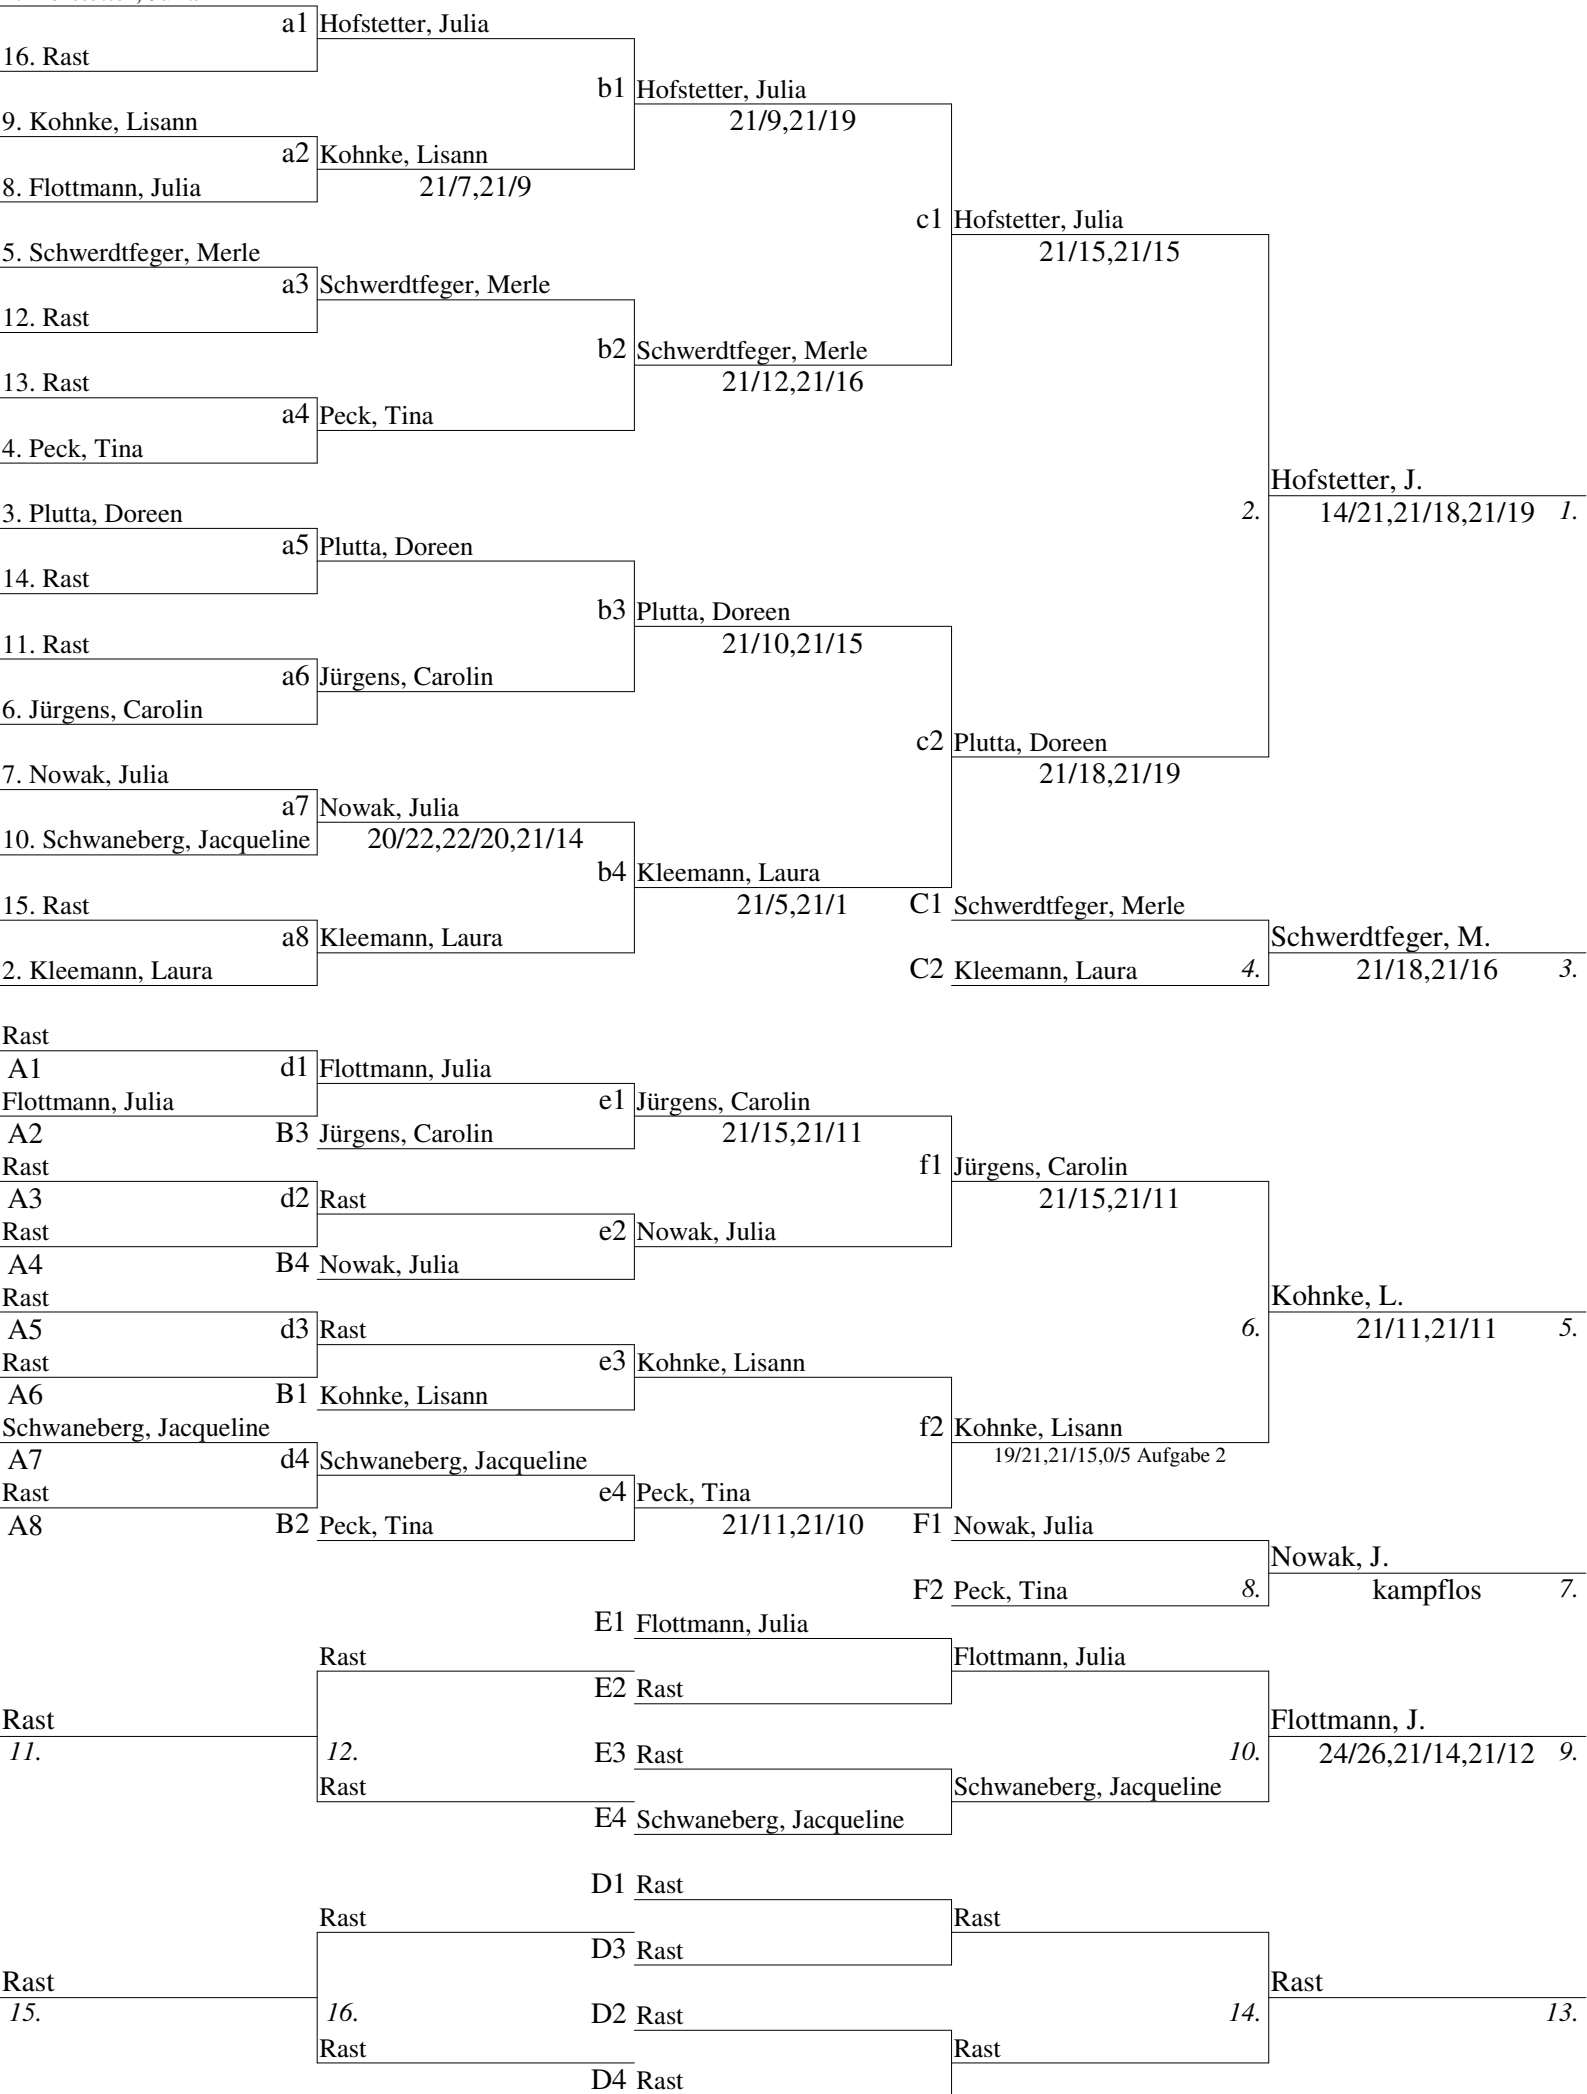 a1 Hofstetter, Julia
16. Rast
b1 Hofstetter, Julia
9. Kohnke, Lisann 21/9,21/19
a2 Kohnke, Lisann
8. Flottmann, Julia 21/7,21/9
c1 Hofstetter, Julia
5. Schwerdtfeger, Merle 21/15,21/15
a3 Schwerdtfeger, Merle
12. Rast
b2 Schwerdtfeger, Merle
13. Rast 21/12,21/16
a4 Peck, Tina
4. Peck, Tina
Hofstetter, J.
3. Plutta, Doreen 2. 14/21,21/18,21/19 1.
a5 Plutta, Doreen
14. Rast
b3 Plutta, Doreen
11. Rast 21/10,21/15
a6 Jürgens, Carolin
6. Jürgens, Carolin
c2 Plutta, Doreen
7. Nowak, Julia 21/18,21/19
a7 Nowak, Julia
10. Schwaneberg, Jacqueline 20/22,22/20,21/14
b4 Kleemann, Laura
15. Rast 21/5,21/1 C1 Schwerdtfeger, Merle
a8 Kleemann, Laura Schwerdtfeger, M.
2. Kleemann, Laura C2 Kleemann, Laura 4. 21/18,21/16 3.
Rast
A1 d1 Flottmann, Julia
Flottmann, Julia e1 Jürgens, Carolin
A2 B3 Jürgens, Carolin 21/15,21/11
Rast f1 Jürgens, Carolin
A3 d2 Rast 21/15,21/11
Rast e2 Nowak, Julia
A4 B4 Nowak, Julia
Rast Kohnke, L.
A5 d3 Rast 6. 21/11,21/11 5.
Rast e3 Kohnke, Lisann
A6 B1 Kohnke, Lisann
Schwaneberg, Jacqueline f2 Kohnke, Lisann
A7 d4 Schwaneberg, Jacqueline 19/21,21/15,0/5 Aufgabe 2
Rast e4 Peck, Tina
A8 B2 Peck, Tina 21/11,21/10 F1 Nowak, Julia
Nowak, J.
F2 Peck, Tina 8. kampflos 7.
E1 Flottmann, Julia
Rast Flottmann, Julia
E2 Rast
Rast Flottmann, J.
11. 12. E3 Rast 10. 24/26,21/14,21/12 9.
Rast Schwaneberg, Jacqueline
E4 Schwaneberg, Jacqueline
D1 Rast
Rast Rast
D3 Rast
Rast Rast
15. 16. D2 Rast 14. 13.
Rast Rast
D4 Rast